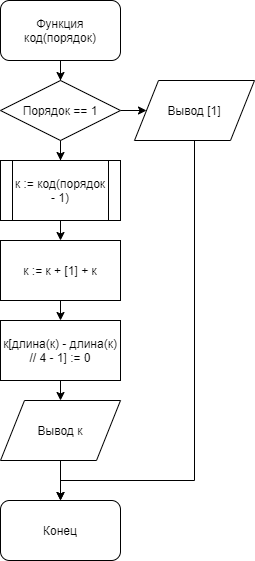 Функция
код(порядок)
Порядок == 1
Вывод [1]
к := код(порядок
- 1)
к := к + [1] + к
к[длина(к) - длина(к)
// 4 - 1] := 0
Вывод к
Конец